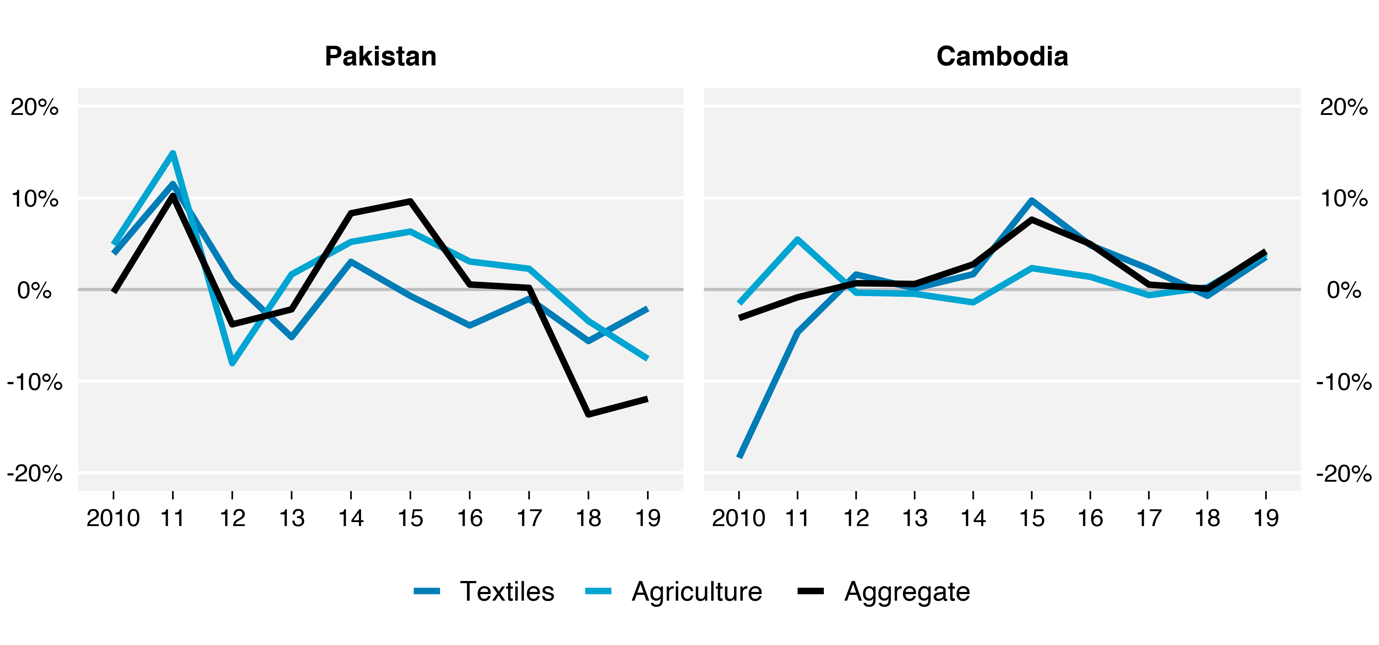 Pakistan Cambodia
20% 20%
10% 10%
0% 0%
-10% -10%
-20% -20%
2010 11 12 13 14 15 16 17 18 19 2010 11 12 13 14 15 16 17 18 19
Textiles Agriculture Aggregate